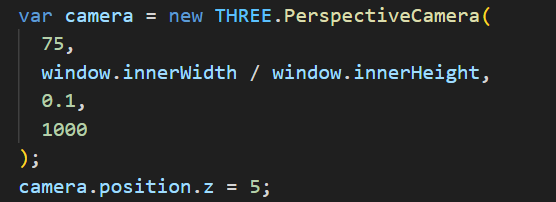 var camera = new THREE.PerspectiveCamera(
  75,
  window.innerWidth / window.innerHeight,
  0.1,
  1000
);
camera.position.z = 5;